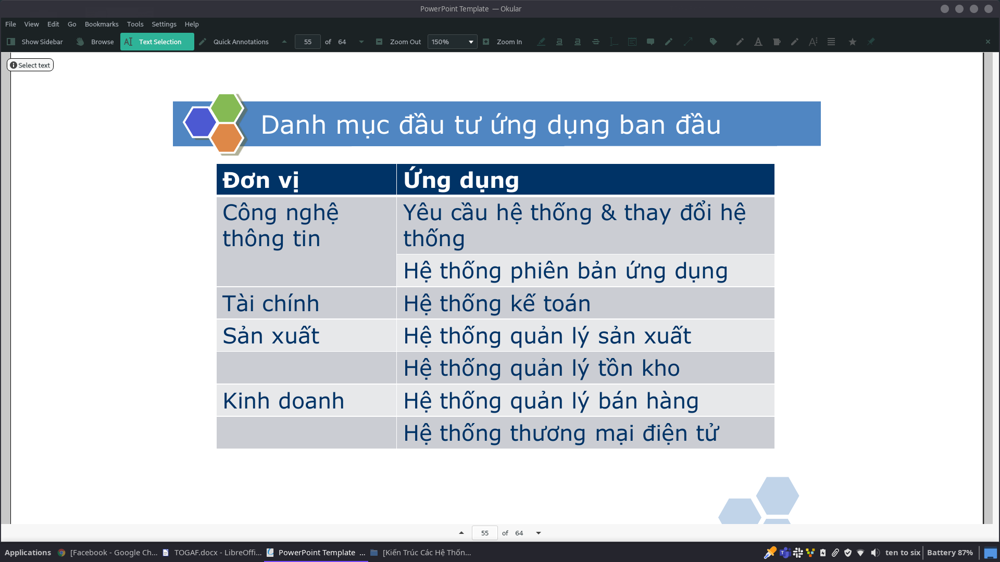 PowerPoint Template — Okular
File View Edit Go Bookmarks Tools Settings Help
Show Sidebar Browse Text Selection Quick Annotations 55 of 64 Zoom Out 150% Zoom In
Select text
Danh mục đầu tư ứng dụng ban đầu
Đơn vị Ứng dụng
Công nghệ thông tin Yêu cầu hệ thống & thay đổi hệ thống
Hệ thống phiên bản ứng dụng
Tài chính Hệ thống kế toán
Sản xuất Hệ thống quản lý sản xuất
Hệ thống quản lý tồn kho
Kinh doanh Hệ thống quản lý bán hàng
Hệ thống thương mại điện tử
55 of 64
Applications [Facebook - Google Ch... TOGAF.docx - LibreOffi... PowerPoint Template ... [Kiến Trúc Các Hệ Thốn... ten to six Battery 87%